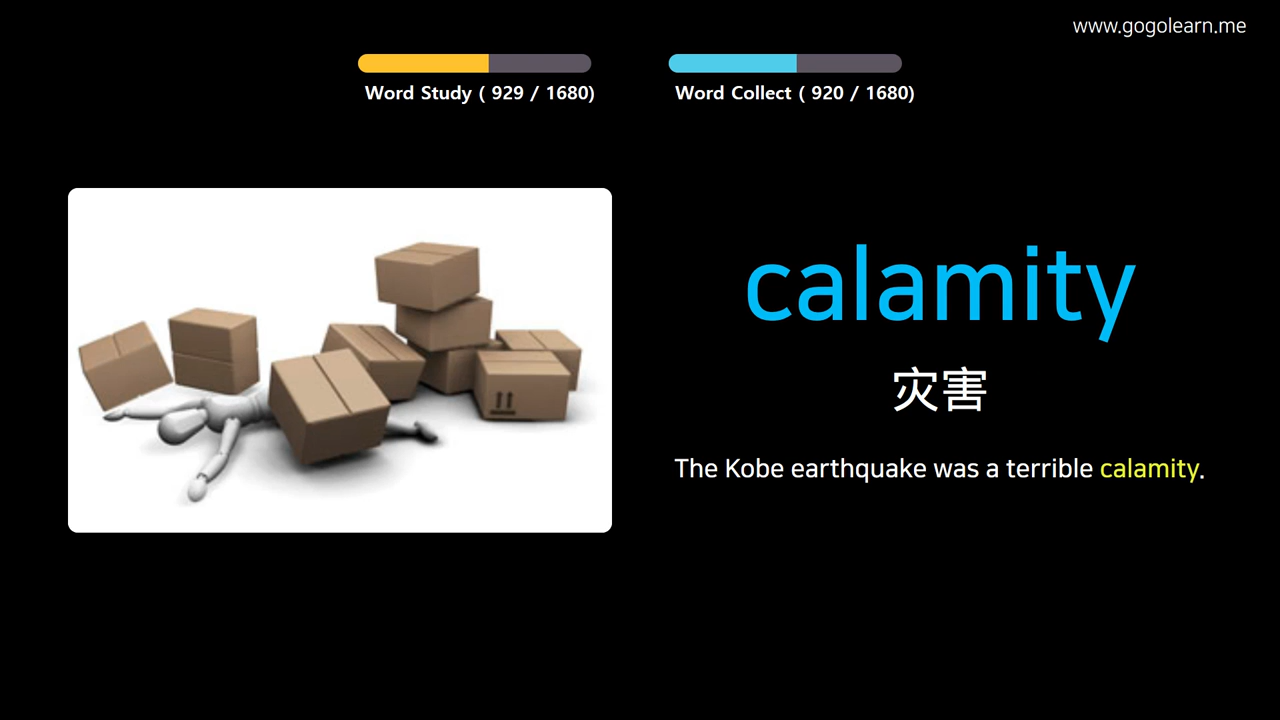 www.gogolearn.me
Word Study ( 929 / 1680)
Word Collect ( 920 / 1680)
calamity
灾害
The Kobe earthquake was a terrible calamity.